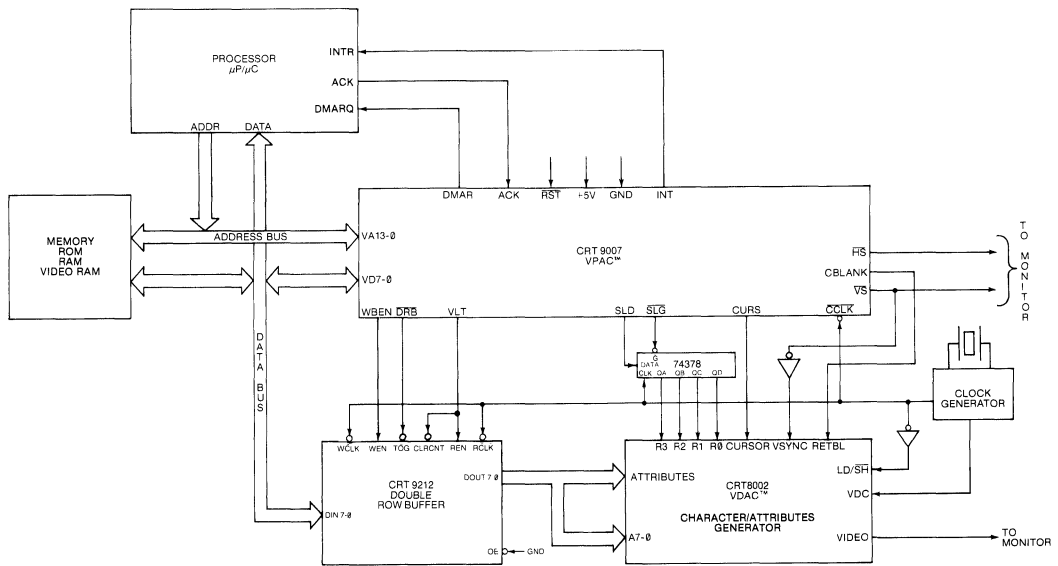 PROCESSOR
µP/µC
INTR
ACK
DMARQ
ADDR DATA
MEMORY
ROM
RAM
VIDEO RAM
ADDRESS BUS
DATA BUS
DMAR ACK RST +5V GND INT
VA13-0
VD7-0
CRT 9007
VPAC™
HS
CBLANK
VS
TO MONITOR
WBEN DRB VLT SLD SLG CURS CCLK
G
DATA
74378
CLK QA QB QC QD
CLOCK
GENERATOR
WCLK WEN TOG CLRCNT REN RCLK
CRT 9212
DOUBLE
ROW BUFFER
DOUT 7-0
DIN 7-0
OE
GND
R3 R2 R1 R0 CURSOR VSYNC RETBL
ATTRIBUTES
A7-0
CRT8002
VDAC™
CHARACTER/ATTRIBUTES
GENERATOR
LD/SH
VDC
VIDEO
TO
MONITOR